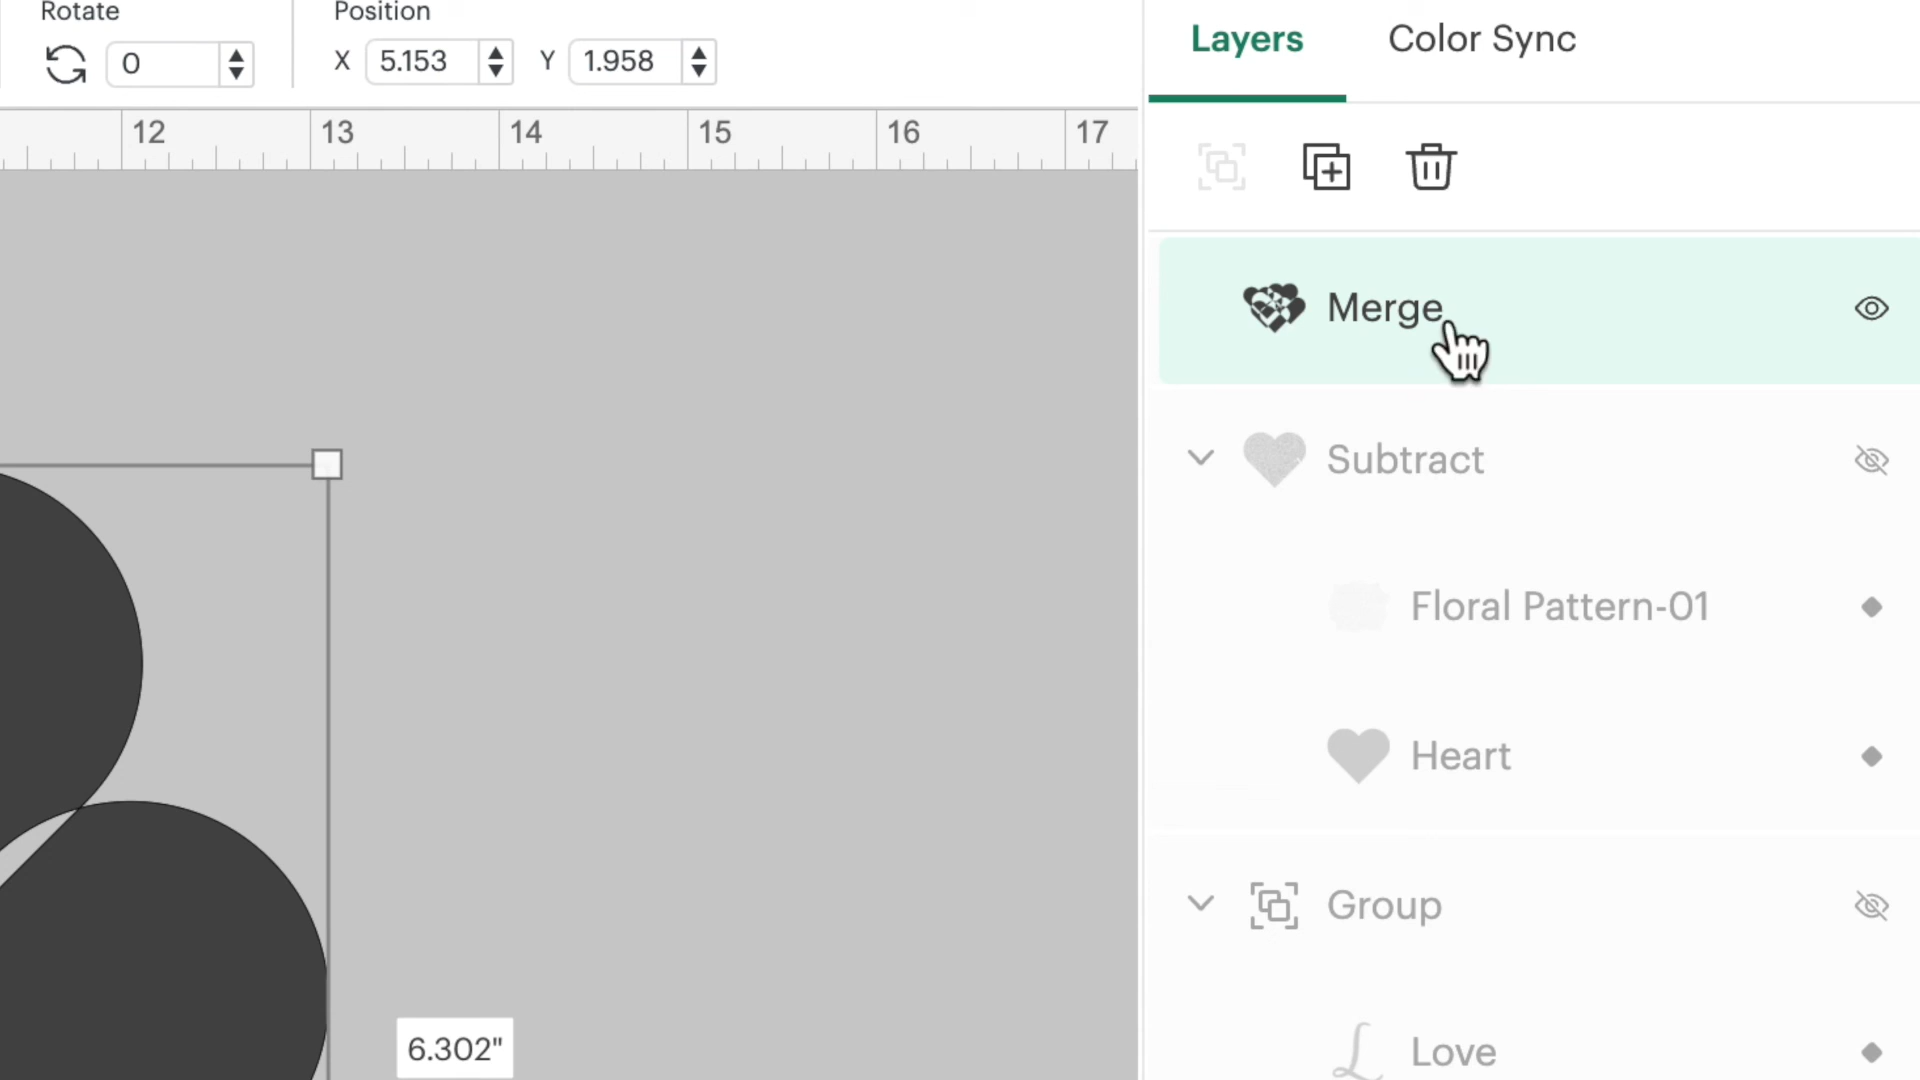 Rotate
Position
Layers
Color Sync
0
X 5.153
Y 1.958
12 13 14 15 16 17
Merge
Subtract
Floral Pattern-01
Heart
Group
Love
6.302"